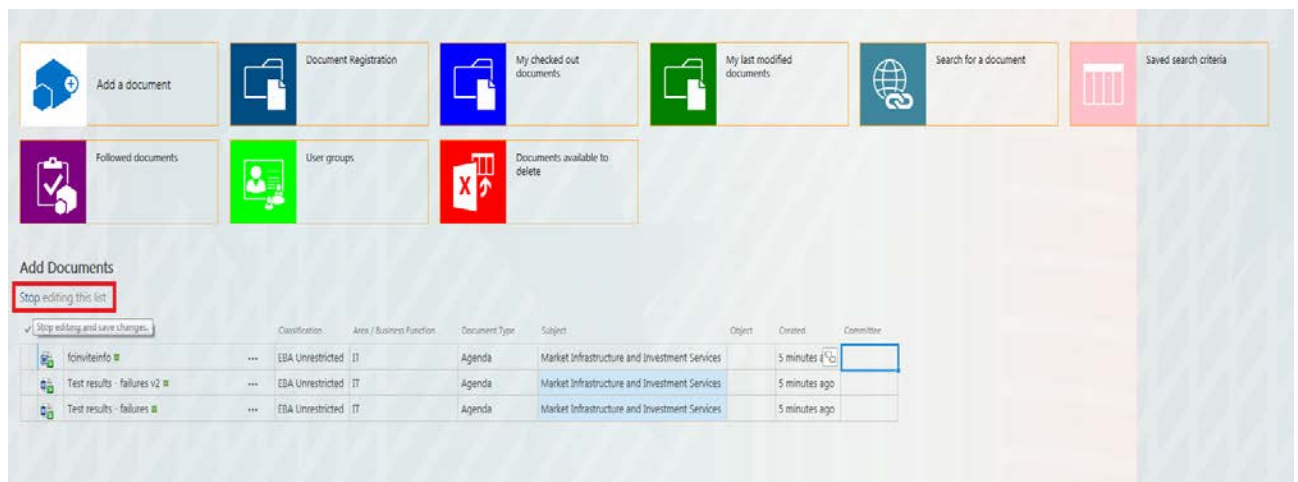 Add a document
Document Registration
My checked out
documents
My last modified
documents
Search for a document
Saved search criteria
Followed documents
User groups
Documents available to
delete
Add Documents
Stop editing this list
Stop editing and save changes.
Classification Area / Business Function Document Type Subject Object Created Committee
foinviteinfo ... EBA Unrestricted IT Agenda Market Infrastructure and Investment Services 5 minutes
Test results - failures v2 ... EBA Unrestricted IT Agenda Market Infrastructure and Investment Services 5 minutes ago
Test results - failures ... EBA Unrestricted IT Agenda Market Infrastructure and Investment Services 5 minutes ago